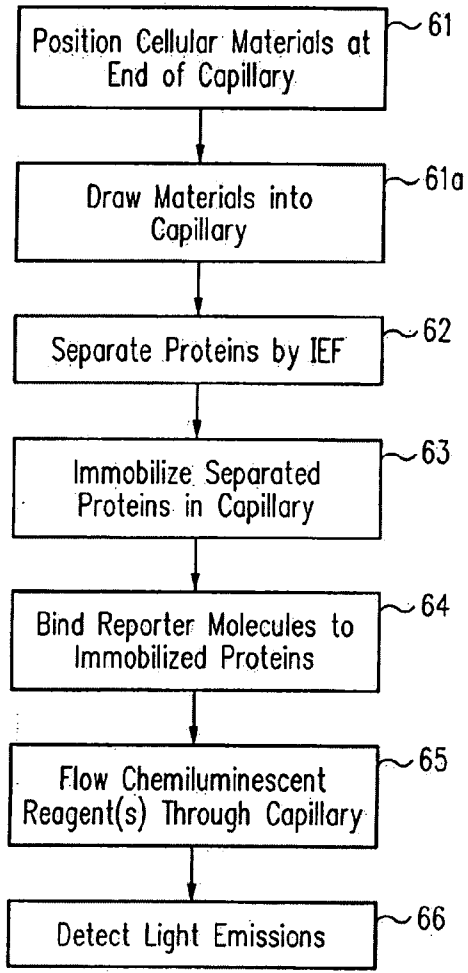 61
Position Cellular Materials at
End of Capillary
61a
Draw Materials into
Capillary
62
Separate Proteins by IEF
63
Immobilize Separated
Proteins in Capillary
64
Bind Reporter Molecules to
Immobilized Proteins
65
Flow Chemiluminescent
Reagent(s) Through Capillary
66
Detect Light Emissions